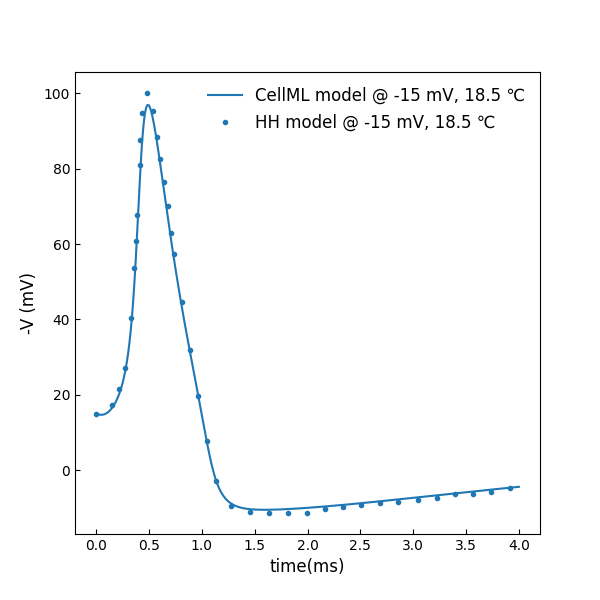 CellML model @ -15 mV, 18.5 ℃
HH model @ -15 mV, 18.5 ℃
100
80
60
40
20
0
-V (mV)
0.0 0.5 1.0 1.5 2.0 2.5 3.0 3.5 4.0
time(ms)